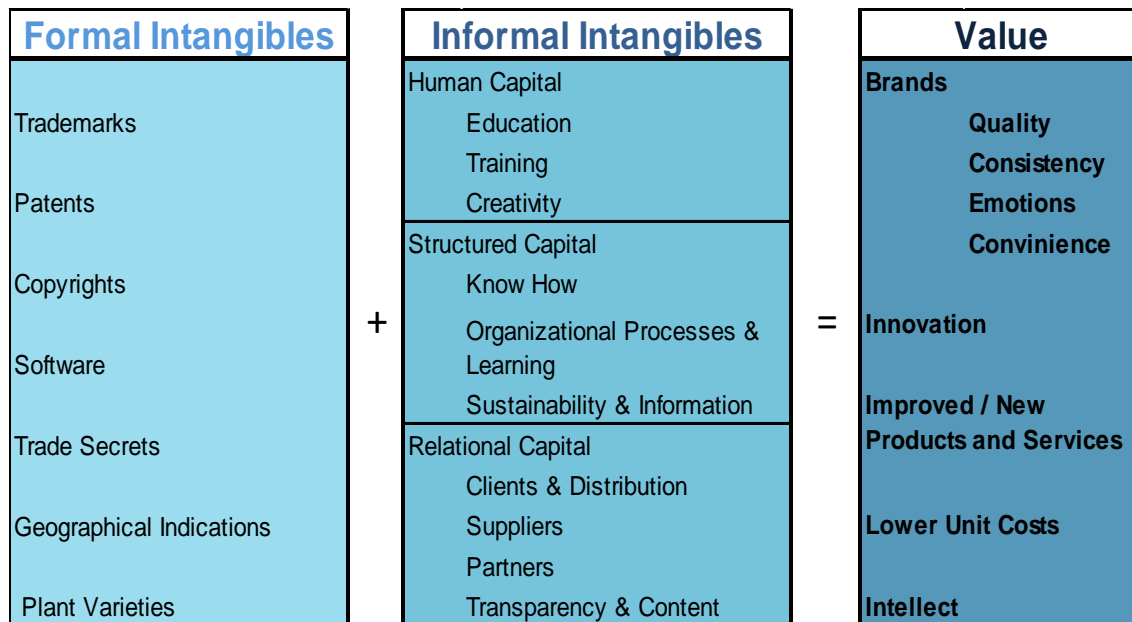 Formal Intangibles
Trademarks
Patents
Copyrights
Software
Trade Secrets
Geographical Indications
Plant Varieties
+
Informal Intangibles
Human Capital
Education
Training
Creativity
Structured Capital
Know How
Organizational Processes &
Learning
Sustainability & Information
Relational Capital
Clients & Distribution
Suppliers
Partners
Transparency & Content
=
Value
Brands
Quality
Consistency
Emotions
Convinience
Innovation
Improved / New
Products and Services
Lower Unit Costs
Intellect